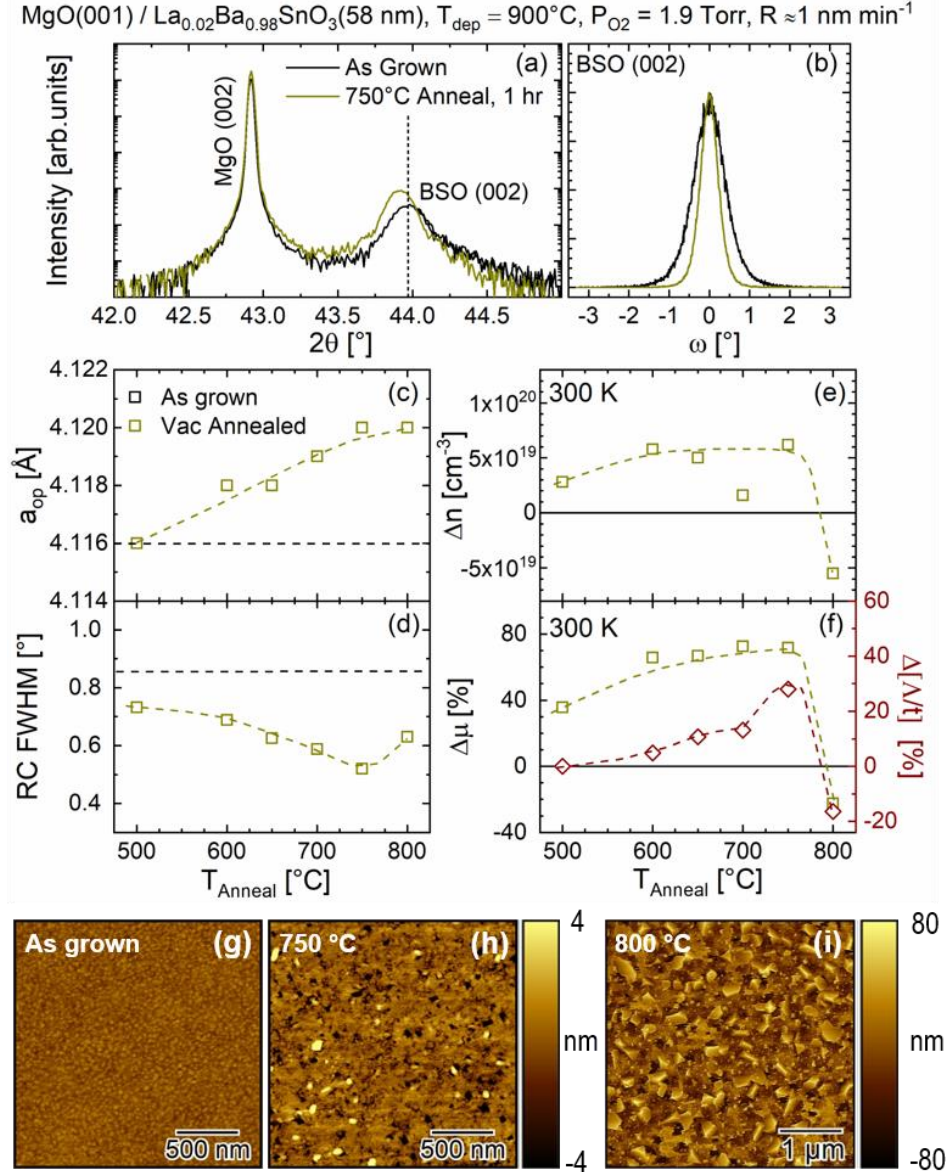 MgO(001) / La0.02Ba0.98SnO3(58 nm), Tdep = 900°C, PO2 = 1.9 Torr, R ≈1 nm min-1
Intensity [arb.units]
MgO (002)
As Grown
750°C Anneal, 1 hr
(a)
BSO (002)
42.0 42.5 43.0 43.5 44.0 44.5
2θ [°]
BSO (002)
(b)
-3 -2 -1 0 1 2 3
ω [°]
aop [Å]
4.122
4.120
4.118
4.116
4.114
As grown
Vac Annealed
(c)
Δn [cm-3]
1x10^20
5x10^19
0
-5x10^19
300 K
(e)
RC FWHM [°]
1.0
0.8
0.6
0.4
(d)
500 600 700 800
TAnneal [°C]
Δμ [%]
80
40
0
-40
300 K
(f)
60
40
20
0
-20
Δ[Λ/t] [%]
500 600 700 800
TAnneal [°C]
As grown
(g)
500 nm
750 °C
(h)
500 nm
4
nm
-4
800 °C
(i)
1 μm
80
nm
-80